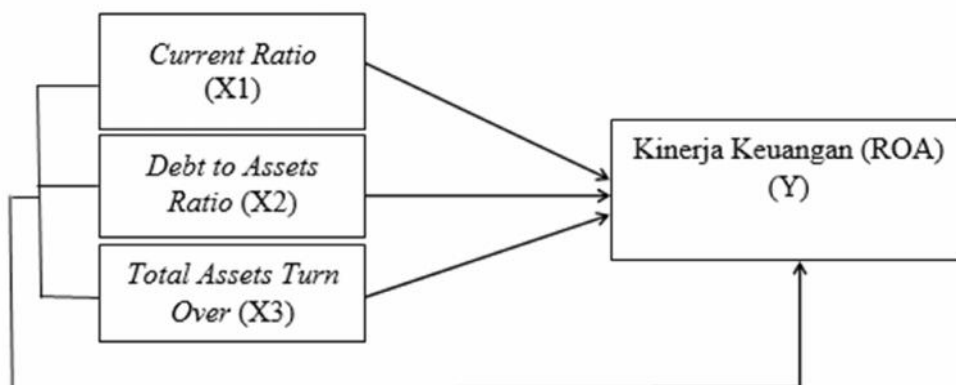 Current Ratio
(X1)
Debt to Assets
Ratio (X2)
Total Assets Turn
Over (X3)
Kinerja Keuangan (ROA)
(Y)